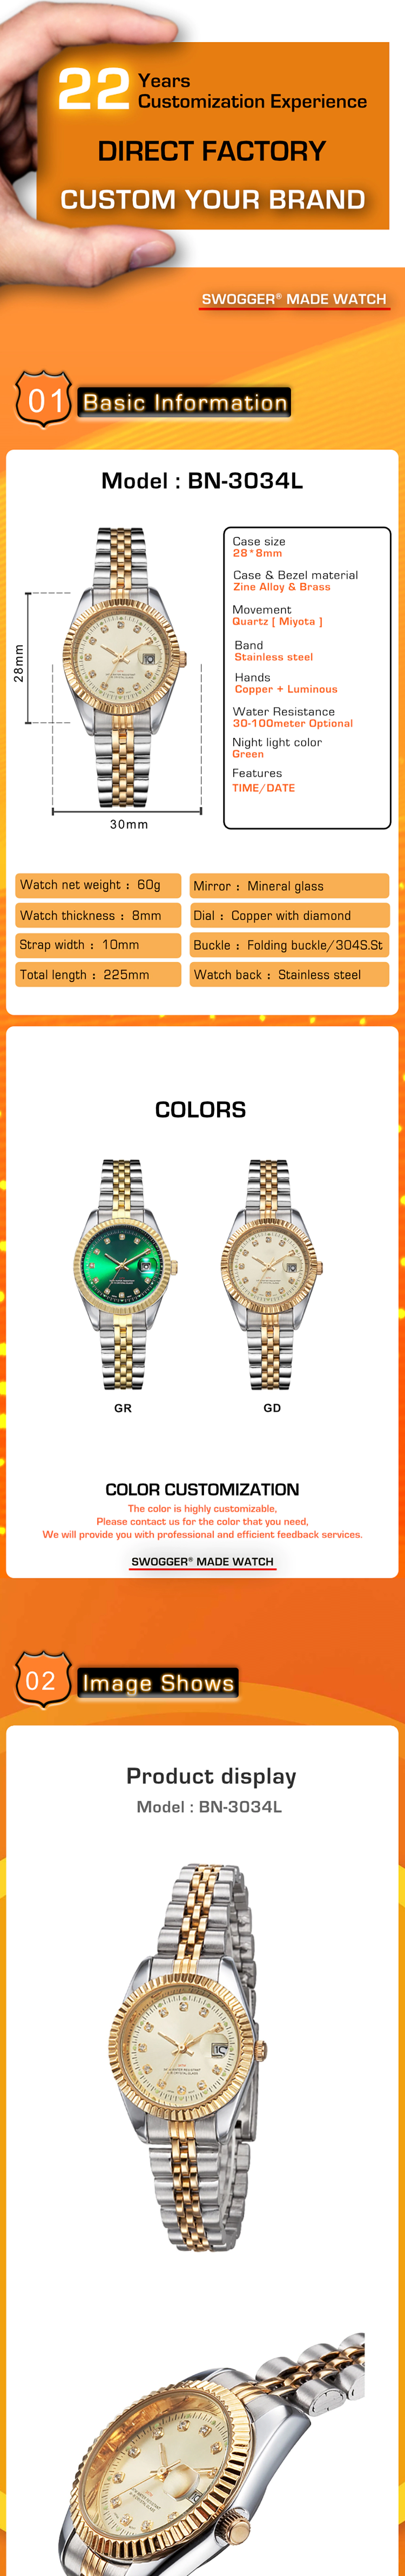 22 Years
Customization Experience
DIRECT FACTORY
CUSTOM YOUR BRAND
SWOGGER® MADE WATCH
01 Basic Information
Model : BN-3034L
Case size
28*8mm
Case & Bezel material
Zine Alloy & Brass
Movement
Quartz [ Miyota ]
Band
Stainless steel
Hands
Copper + Luminous
Water Resistance
30-100meter Optional
Night light color
Green
Features
TIME/DATE
28mm
30mm
Watch net weight : 60g
Mirror : Mineral glass
Watch thickness : 8mm
Dial : Copper with diamond
Strap width : 10mm
Buckle : Folding buckle/304S.St
Total length : 225mm
Watch back : Stainless steel
COLORS
GR
GD
COLOR CUSTOMIZATION
The color is highly customizable,
Please contact us for the color that you need,
We will provide you with professional and efficient feedback services.
SWOGGER® MADE WATCH
02 Image Shows
Product display
Model : BN-3034L